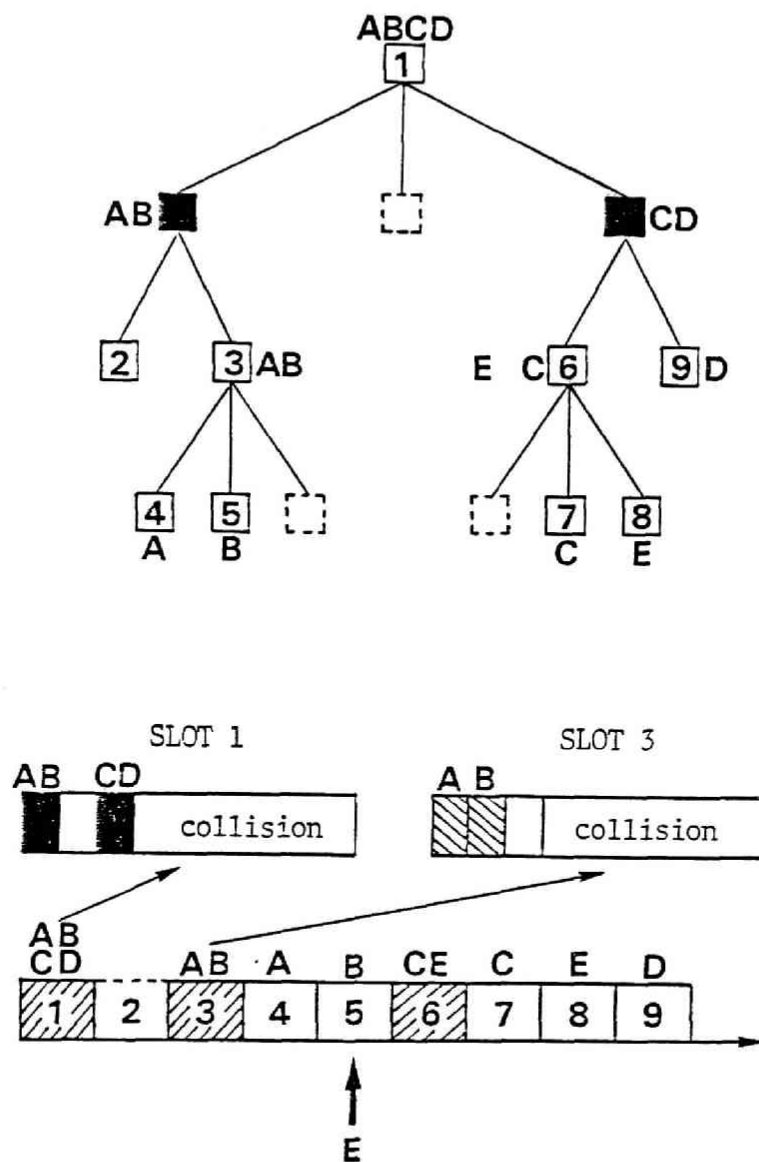 ABCD
1
AB CD
2 3 AB E C 6 9 D
4 5 7 8
A B C E
SLOT 1 SLOT 3
AB CD A B
collision collision
AB
CD AB A B CE C E D
1 2 3 4 5 6 7 8 9
E